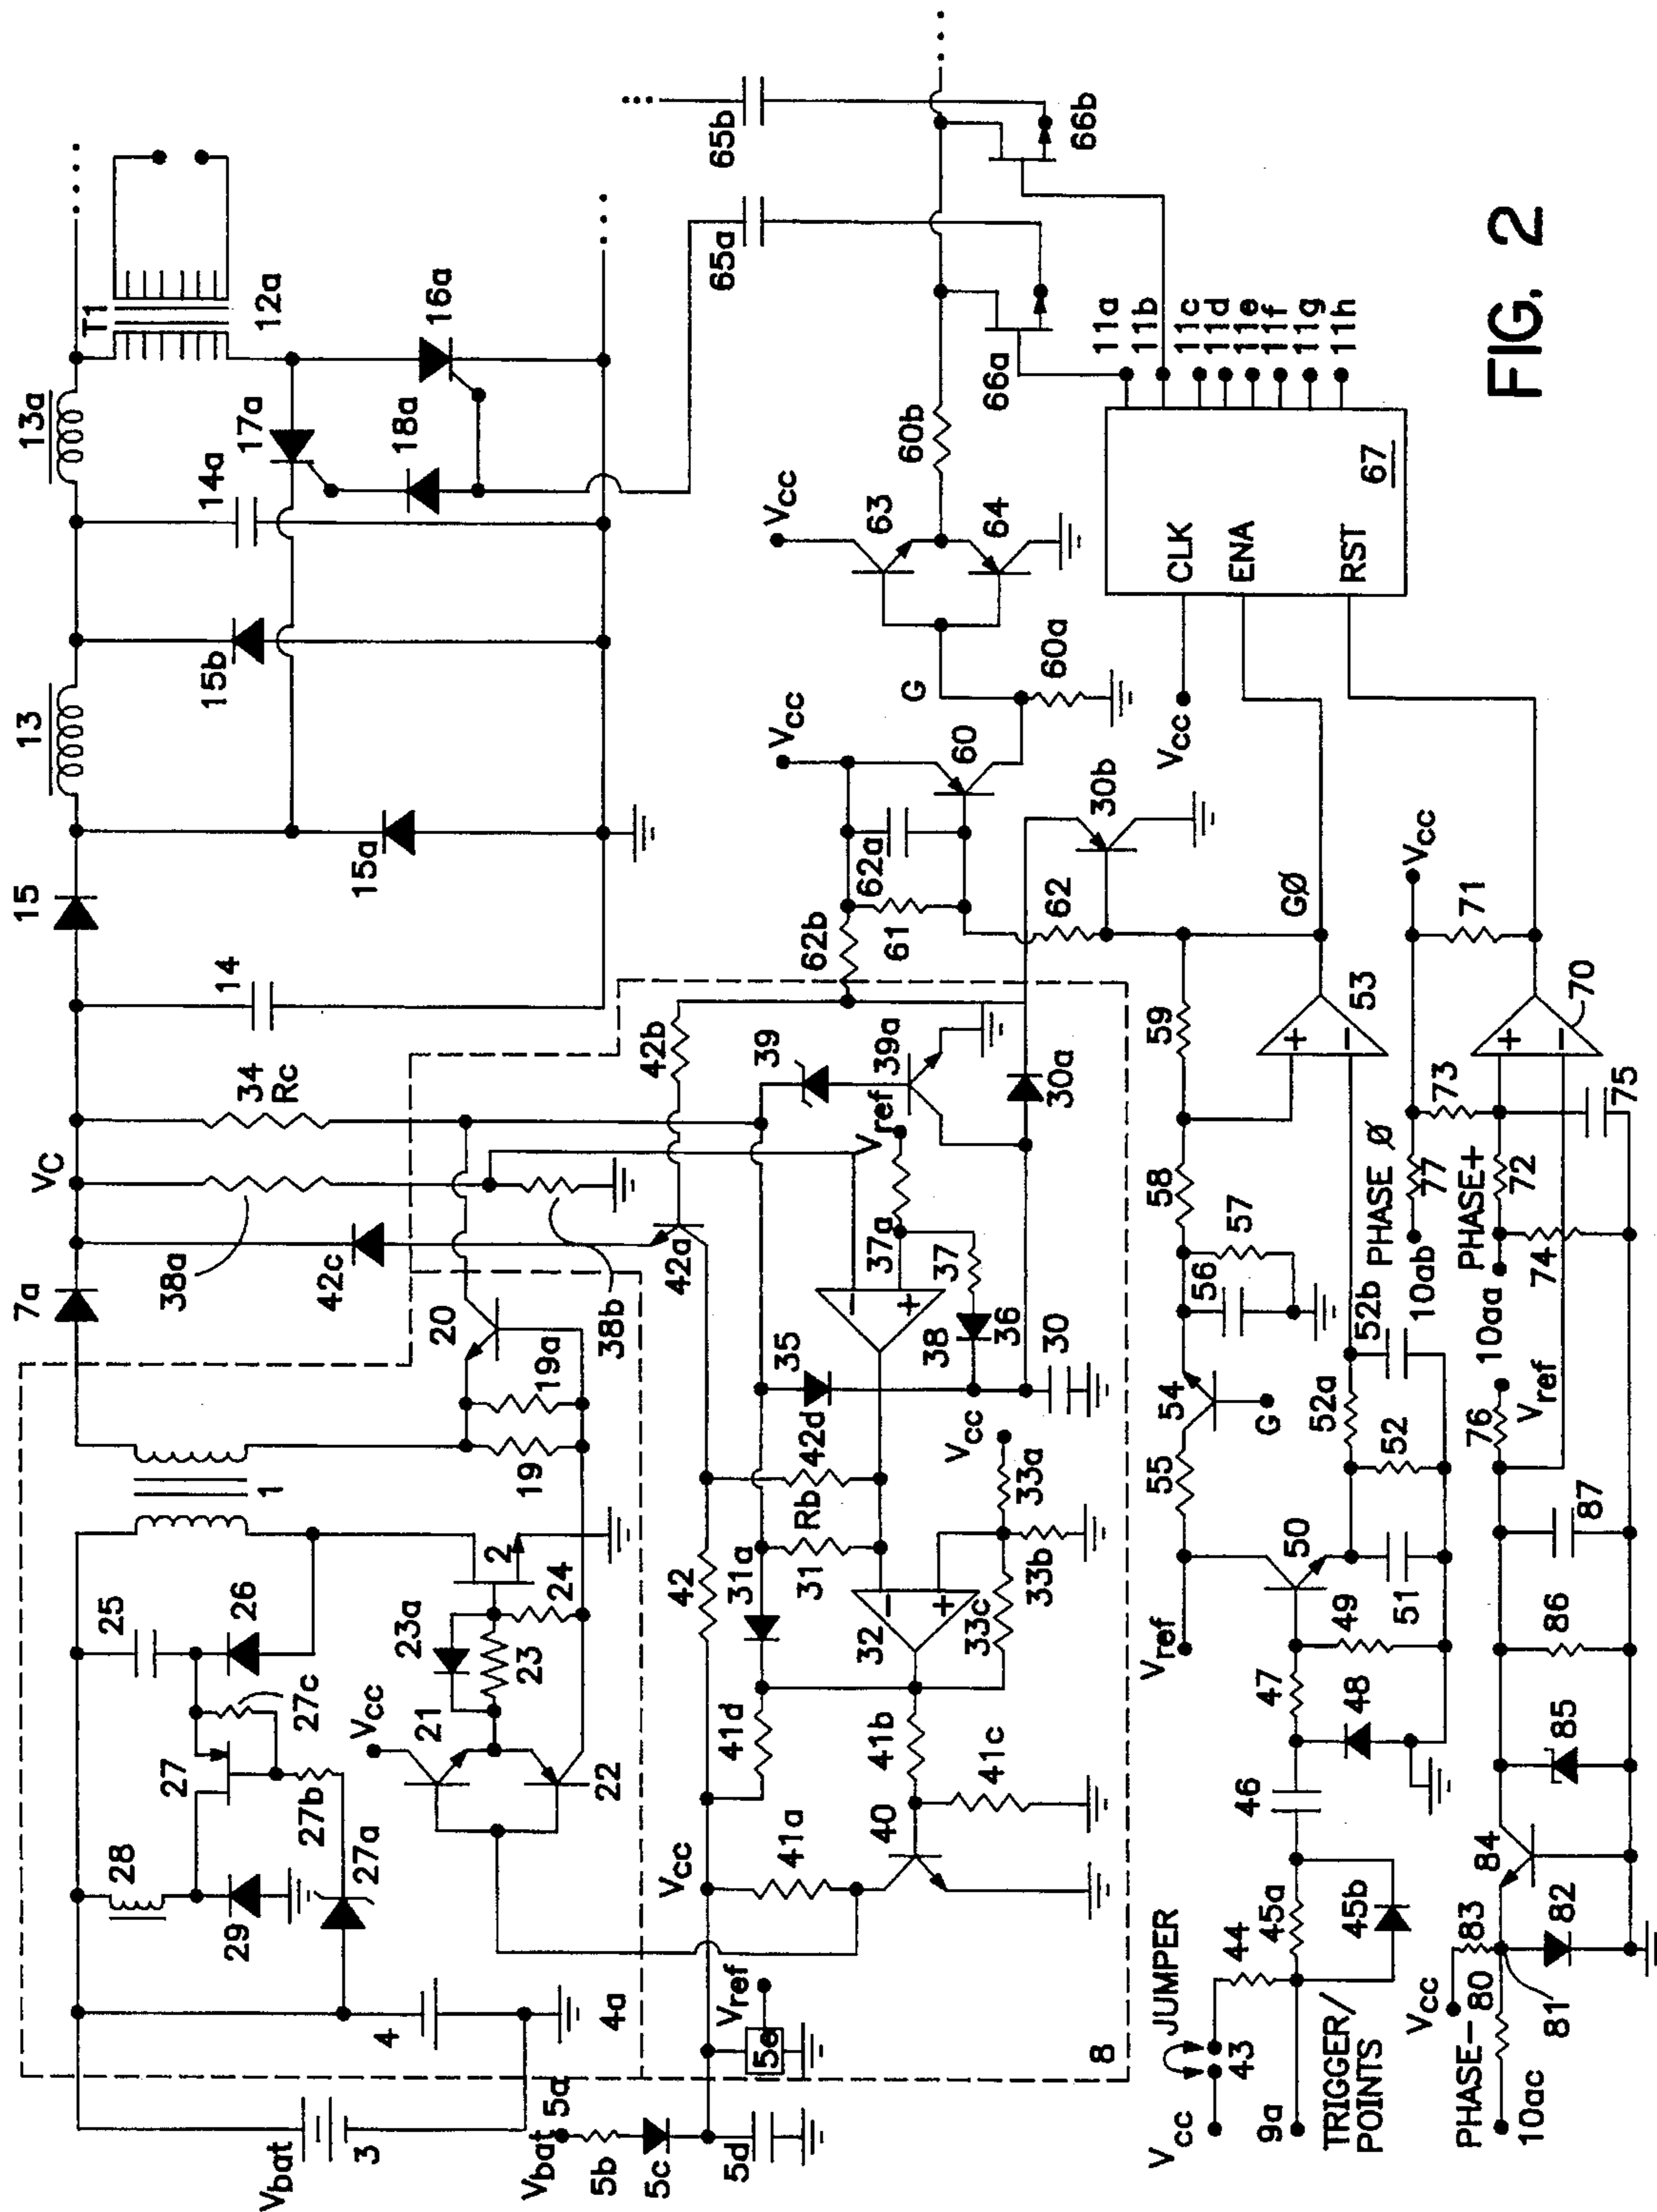 15
13
13a
T1
12a
14a
17a
16a
18a
15b
15a
14
34
Rc
VC
7a
38a
42c
38b
20
19a
19
1
25
26
27c
27
27b
27a
28
29
4
4a
Vbat
3
Vcc
21
22
23a
23
24
2
65a
65b
66a
66b
11a
11b
11c
11d
11e
11f
11g
11h
67
CLK
ENA
RST
Vcc
63
64
60b
60a
G
Vcc
60
62a
61
62
62b
30b
Vcc
GØ
42b
42a
39
39a
Vref
37a
37
38
36
35
30a
30
42d
42
31a
31
Rb
32
33a
33b
33c
Vcc
41d
41b
41c
41a
40
Vcc
Vref
5e
8
Vbat
5a
5b
5c
5d
53
59
58
57
56
54
55
G
Vref
50
52a
52b
52
51
49
47
48
46
45a
45b
44
JUMPER
43
Vcc
9a
TRIGGER/
POINTS
Vcc
71
70
73
75
77
PHASE Ø
10ab
PHASE+
72
10aa
74
Vref
76
87
86
85
84
83
82
81
80
Vcc
PHASE-
10ac
FIG. 2